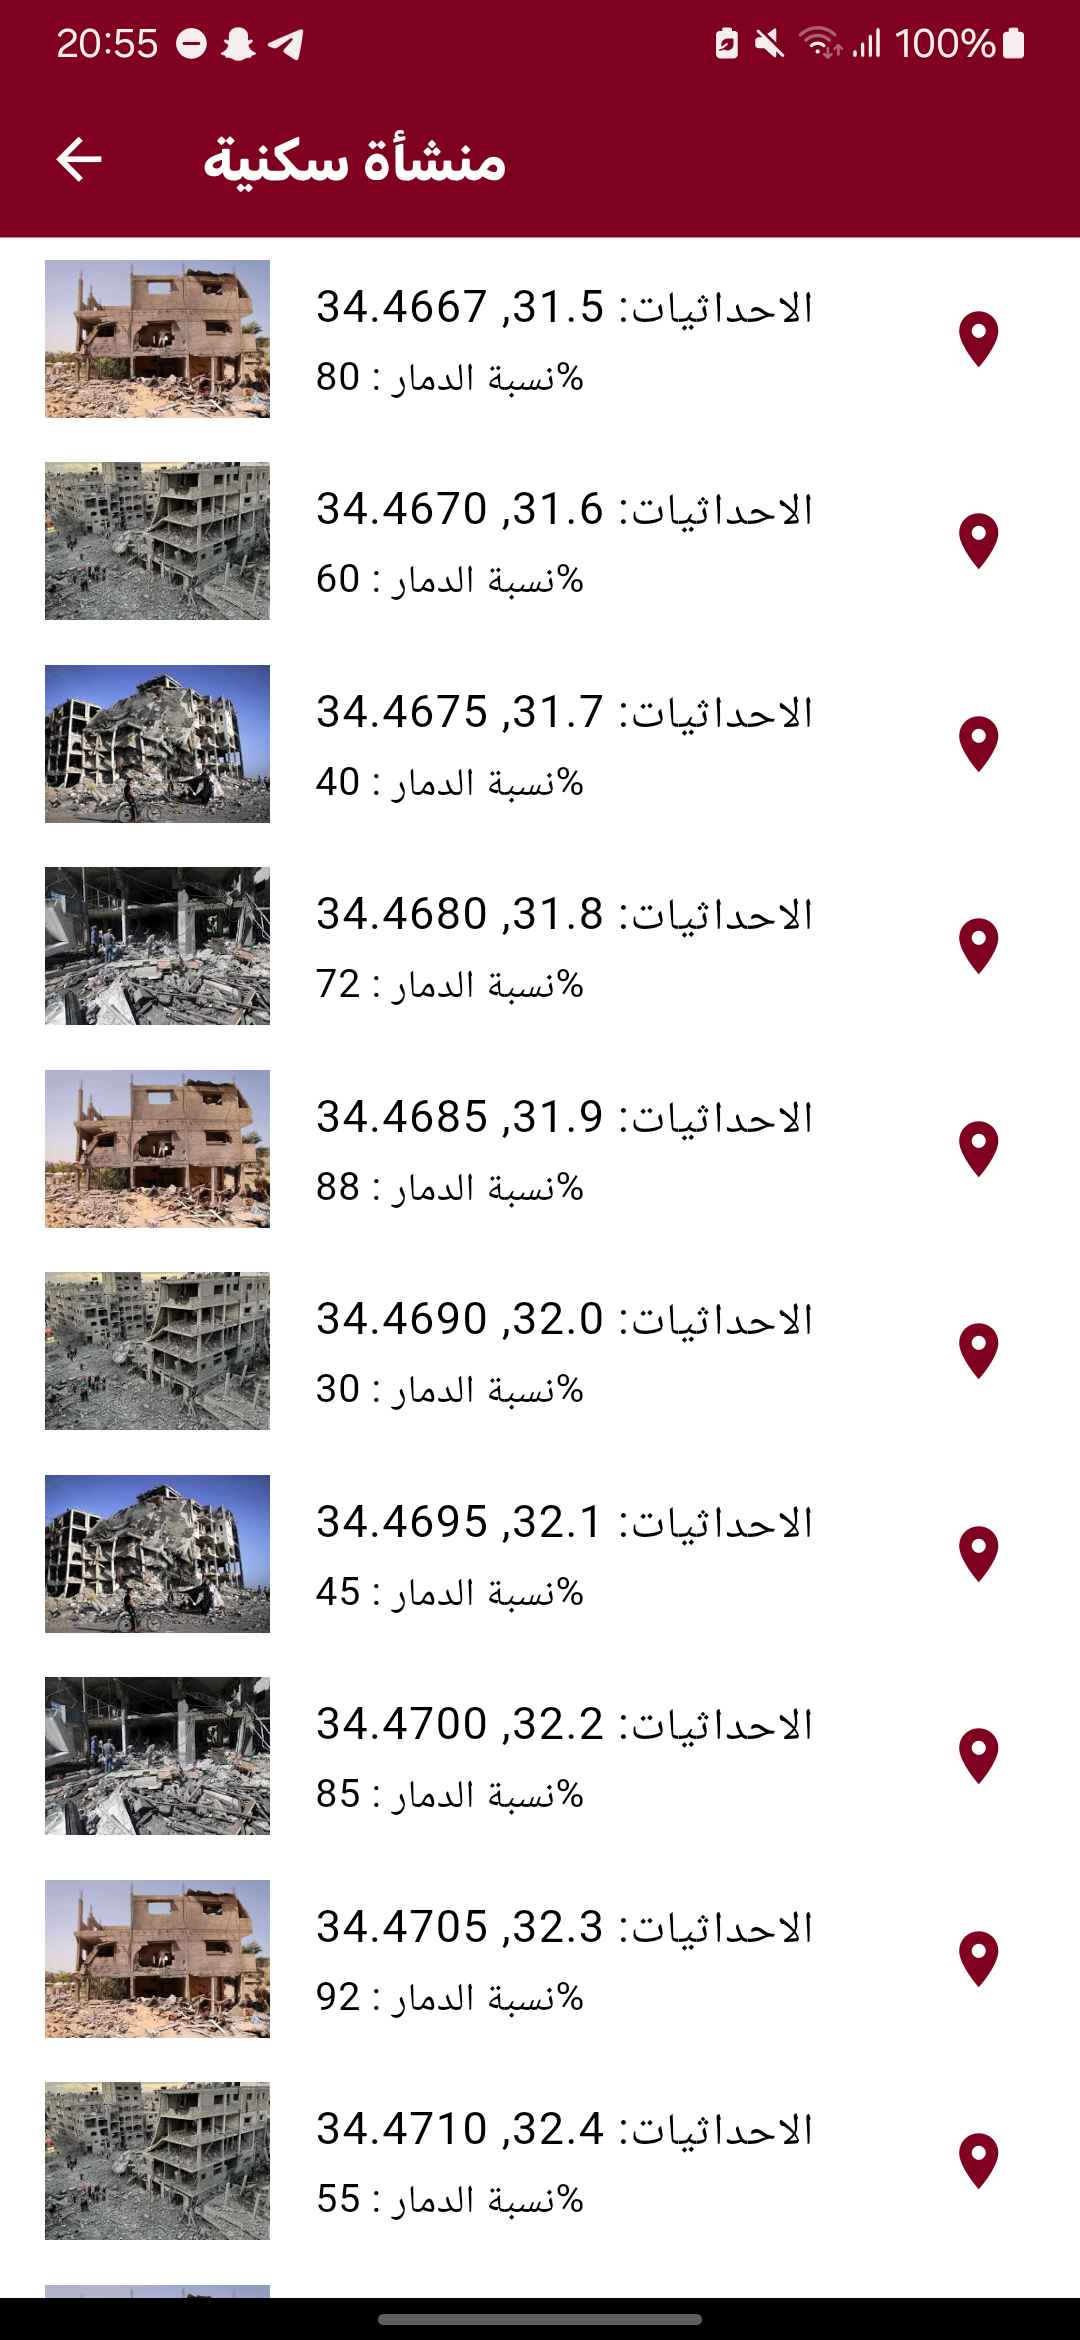 20:55
100%
منشأة سكنية
الاحداثيات: 31.5, 34.4667
%نسبة الدمار : 80
الاحداثيات: 31.6, 34.4670
%نسبة الدمار : 60
الاحداثيات: 31.7, 34.4675
%نسبة الدمار : 40
الاحداثيات: 31.8, 34.4680
%نسبة الدمار : 72
الاحداثيات: 31.9, 34.4685
%نسبة الدمار : 88
الاحداثيات: 32.0, 34.4690
%نسبة الدمار : 30
الاحداثيات: 32.1, 34.4695
%نسبة الدمار : 45
الاحداثيات: 32.2, 34.4700
%نسبة الدمار : 85
الاحداثيات: 32.3, 34.4705
%نسبة الدمار : 92
الاحداثيات: 32.4, 34.4710
%نسبة الدمار : 55